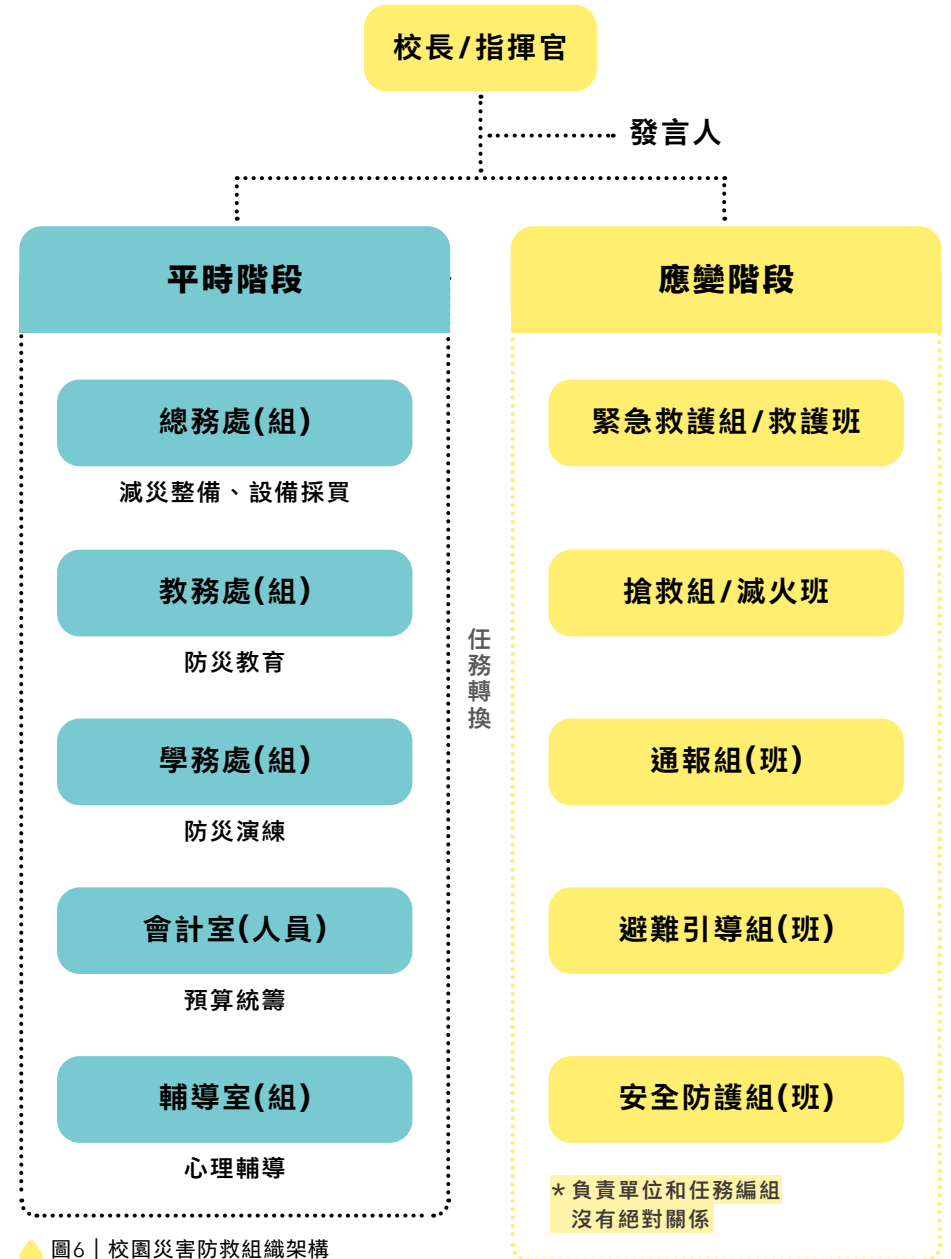 校長/指揮官
發言人
平時階段
總務處(組)
減災整備、設備採買
教務處(組)
防災教育
學務處(組)
防災演練
會計室(人員)
預算統籌
輔導室(組)
心理輔導
任務轉換
應變階段
緊急救護組/救護班
搶救組/滅火班
通報組(班)
避難引導組(班)
安全防護組(班)
*負責單位和任務編組
沒有絕對關係
圖6｜校園災害防救組織架構